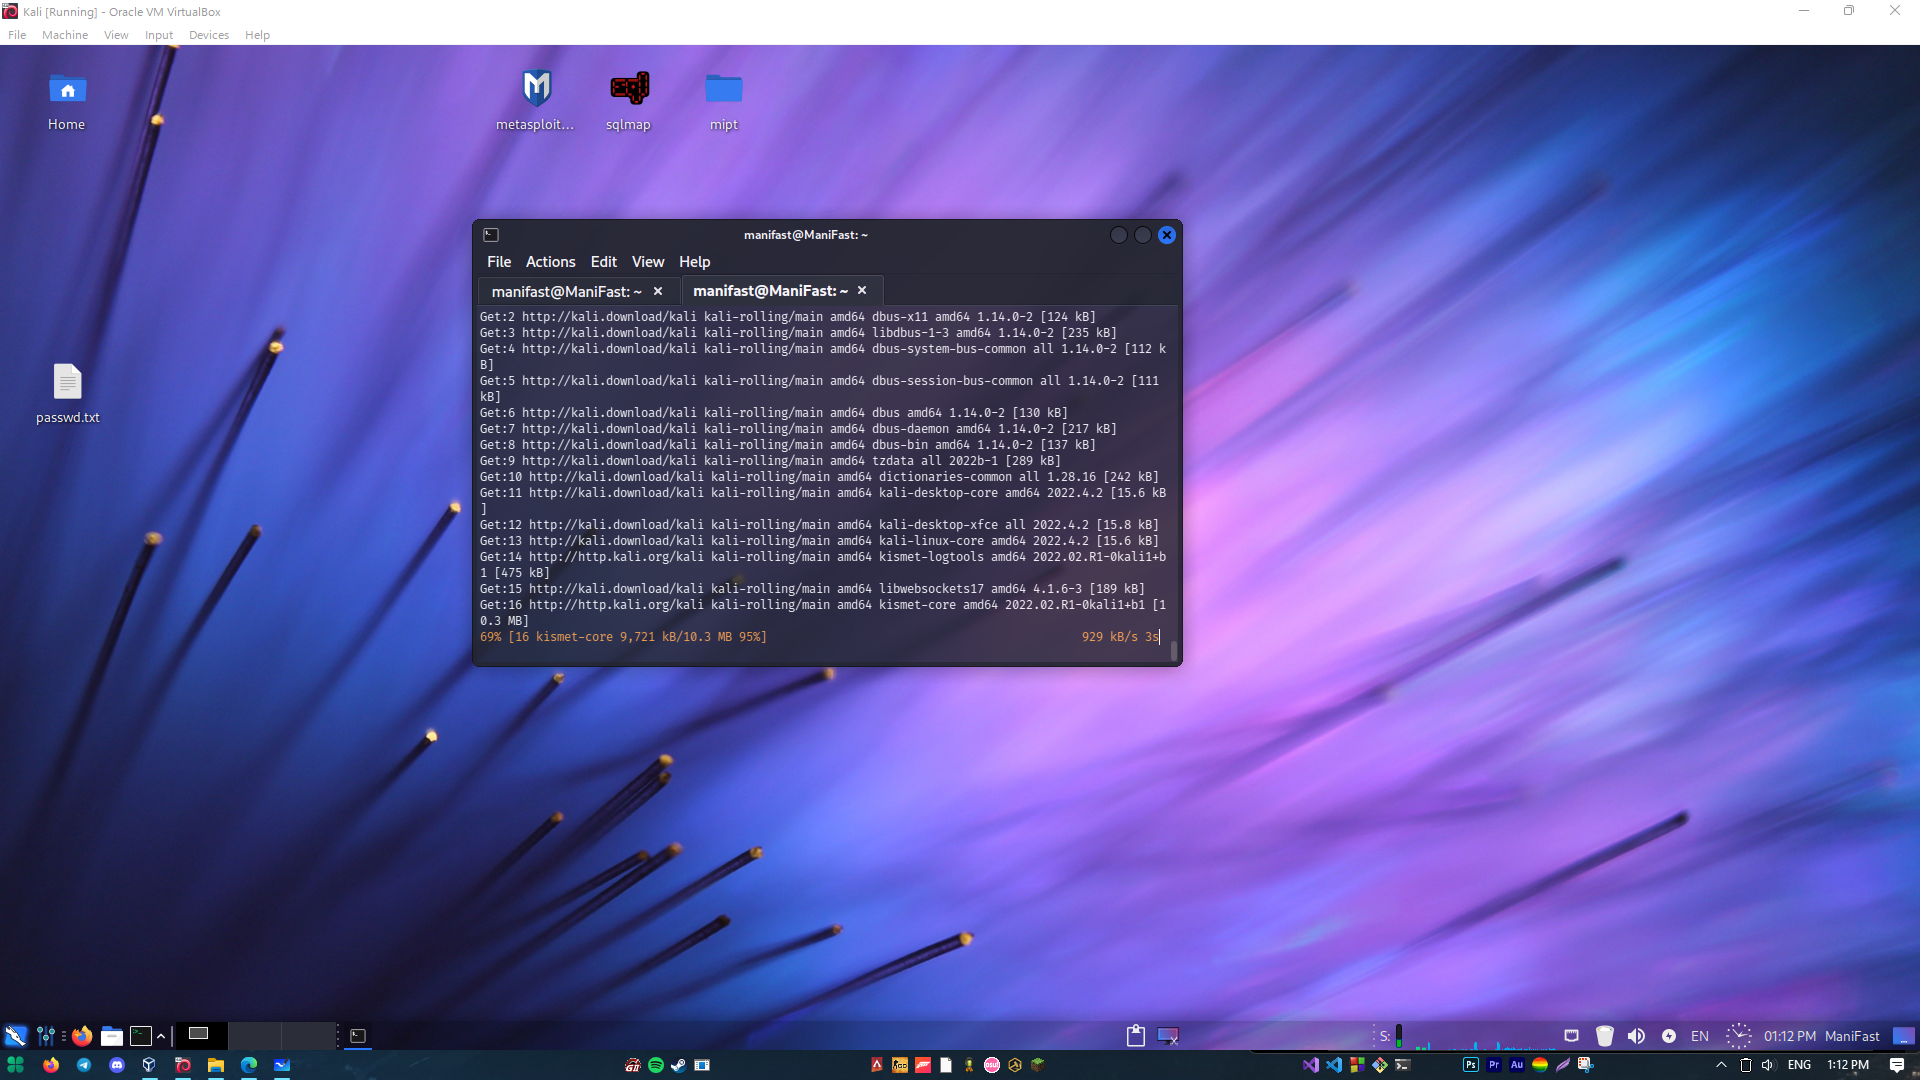 Kali [Running] - Oracle VM VirtualBox
File Machine View Input Devices Help
Home
metasploit...
sqlmap
mipt
passwd.txt
manifast@ManiFast: ~
File Actions Edit View Help
manifast@ManiFast: ~
manifast@ManiFast: ~
Get:2 http://kali.download/kali kali-rolling/main amd64 dbus-x11 amd64 1.14.0-2 [124 kB]
Get:3 http://kali.download/kali kali-rolling/main amd64 libdbus-1-3 amd64 1.14.0-2 [235 kB]
Get:4 http://kali.download/kali kali-rolling/main amd64 dbus-system-bus-common all 1.14.0-2 [112 k
B]
Get:5 http://kali.download/kali kali-rolling/main amd64 dbus-session-bus-common all 1.14.0-2 [111
kB]
Get:6 http://kali.download/kali kali-rolling/main amd64 dbus amd64 1.14.0-2 [130 kB]
Get:7 http://kali.download/kali kali-rolling/main amd64 dbus-daemon amd64 1.14.0-2 [217 kB]
Get:8 http://kali.download/kali kali-rolling/main amd64 dbus-bin amd64 1.14.0-2 [137 kB]
Get:9 http://kali.download/kali kali-rolling/main amd64 tzdata all 2022b-1 [289 kB]
Get:10 http://kali.download/kali kali-rolling/main amd64 dictionaries-common all 1.28.16 [242 kB]
Get:11 http://kali.download/kali kali-rolling/main amd64 kali-desktop-core amd64 2022.4.2 [15.6 kB
]
Get:12 http://kali.download/kali kali-rolling/main amd64 kali-desktop-xfce all 2022.4.2 [15.8 kB]
Get:13 http://kali.download/kali kali-rolling/main amd64 kali-linux-core amd64 2022.4.2 [15.6 kB]
Get:14 http://http.kali.org/kali kali-rolling/main amd64 kismet-logtools amd64 2022.02.R1-0kali1+b
1 [475 kB]
Get:15 http://kali.download/kali kali-rolling/main amd64 libwebsockets17 amd64 4.1.6-3 [189 kB]
Get:16 http://http.kali.org/kali kali-rolling/main amd64 kismet-core amd64 2022.02.R1-0kali1+b1 [1
0.3 MB]
69% [16 kismet-core 9,721 kB/10.3 MB 95%] 929 kB/s 3s
S: EN 01:12 PM ManiFast
Ps Pr Au ENG 1:12 PM